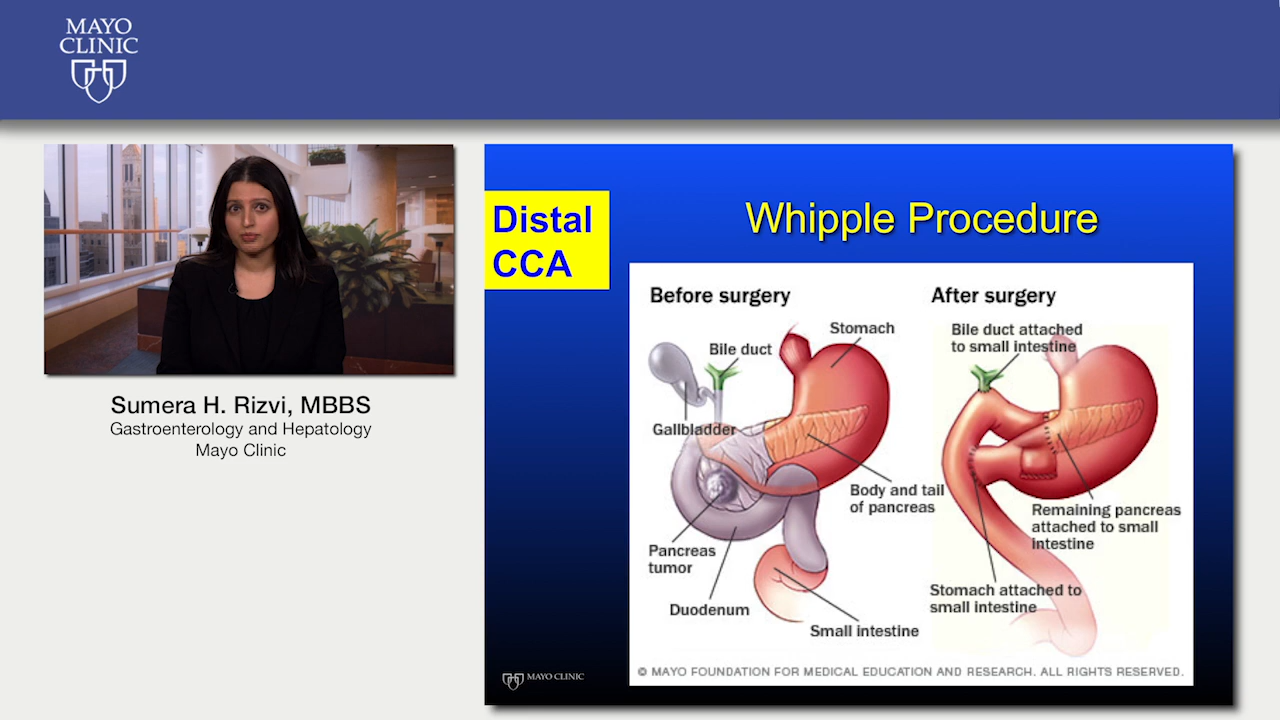 MAYO
CLINIC
Sumera H. Rizvi, MBBS
Gastroenterology and Hepatology
Mayo Clinic
Distal
CCA
Whipple Procedure
Before surgery
Stomach
Bile duct
Gallbladder
Body and tail
of pancreas
Pancreas
tumor
Duodenum
Small intestine
After surgery
Bile duct attached
to small intestine
Remaining pancreas
attached to small
intestine
Stomach attached to
small intestine
© MAYO FOUNDATION FOR MEDICAL EDUCATION AND RESEARCH. ALL RIGHTS RESERVED.
MAYO CLINIC